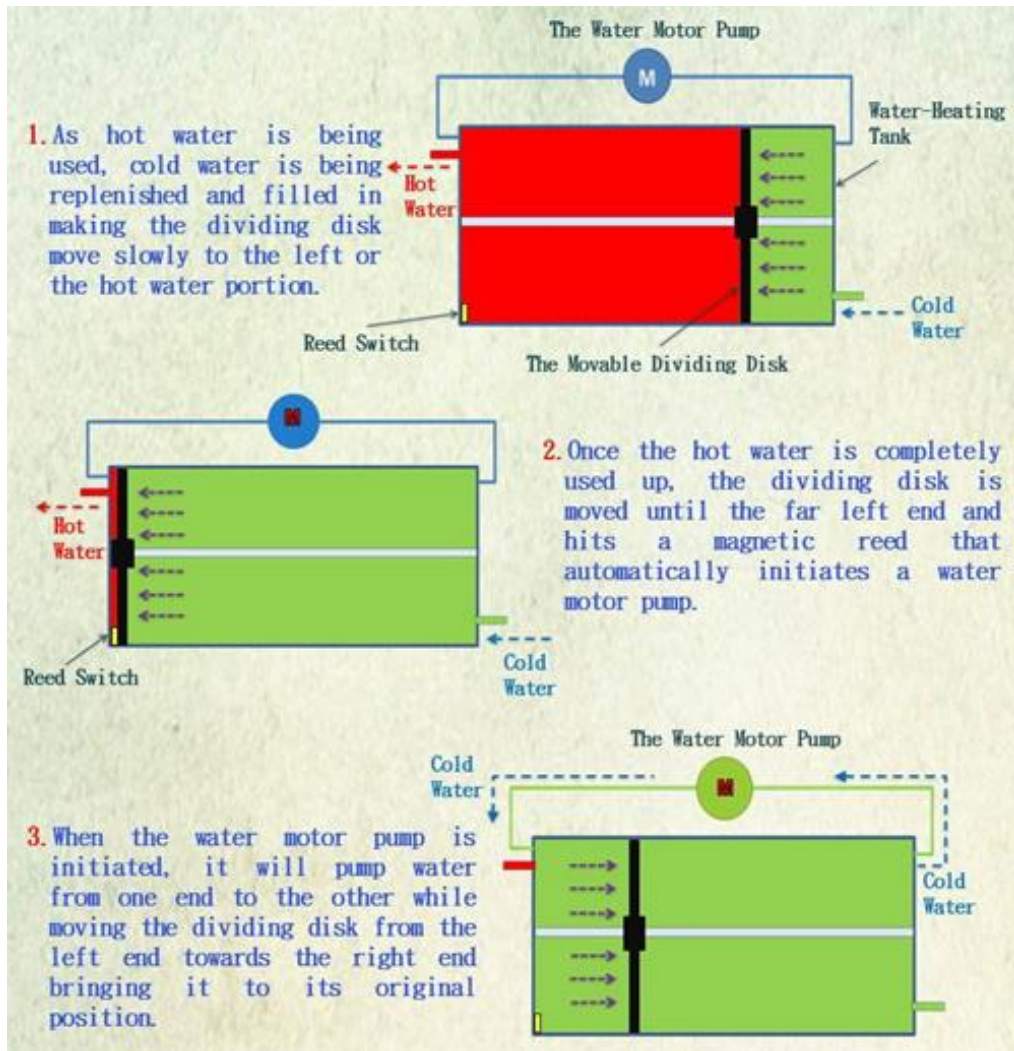 The Water Motor Pump
M
Water-Heating
Tank
1. As hot water is being
used, cold water is being
replenished and filled in
making the dividing disk
move slowly to the left or
the hot water portion.
Hot
Water
Cold
Water
Reed Switch
The Movable Dividing Disk
M
2. Once the hot water is completely
used up, the dividing disk is
moved until the far left end and
hits a magnetic reed that
automatically initiates a water
motor pump.
Hot
Water
Cold
Water
Reed Switch
The Water Motor Pump
Cold
Water
M
3. When the water motor pump is
initiated, it will pump water
from one end to the other while
moving the dividing disk from the
left end towards the right end
bringing it to its original
position.
Cold
Water